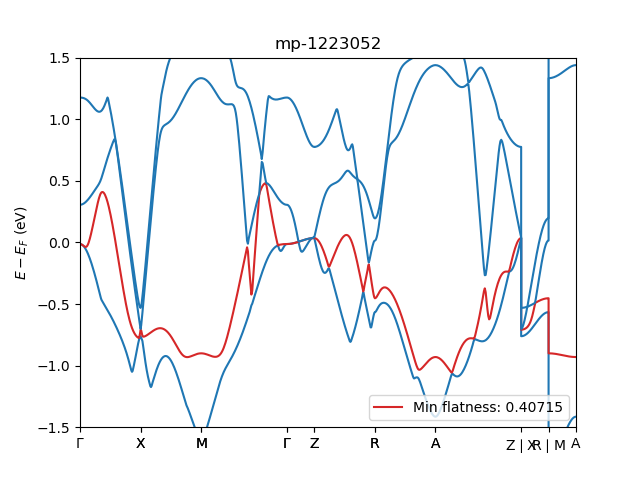 mp-1223052
E − E_F (eV)
1.5
1.0
0.5
0.0
−0.5
−1.0
−1.5
Min flatness: 0.40715
Γ X M Γ Z R A Z | X R | M A